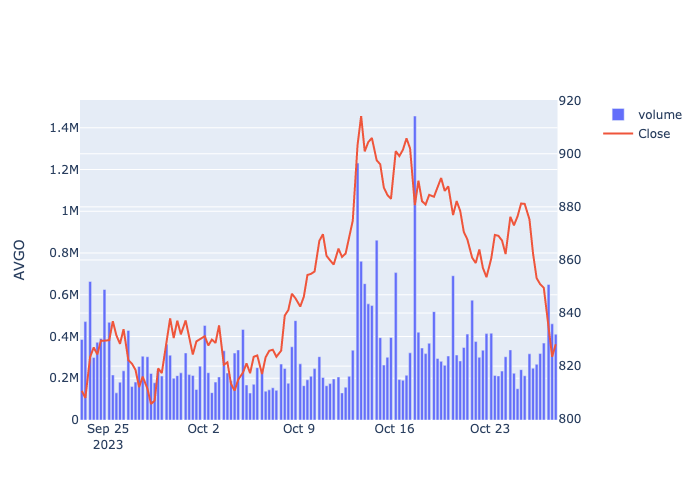 AVGO
1.4M
1.2M
1M
0.8M
0.6M
0.4M
0.2M
0
920
900
880
860
840
820
800
Sep 25
2023
Oct 2
Oct 9
Oct 16
Oct 23
volume
Close